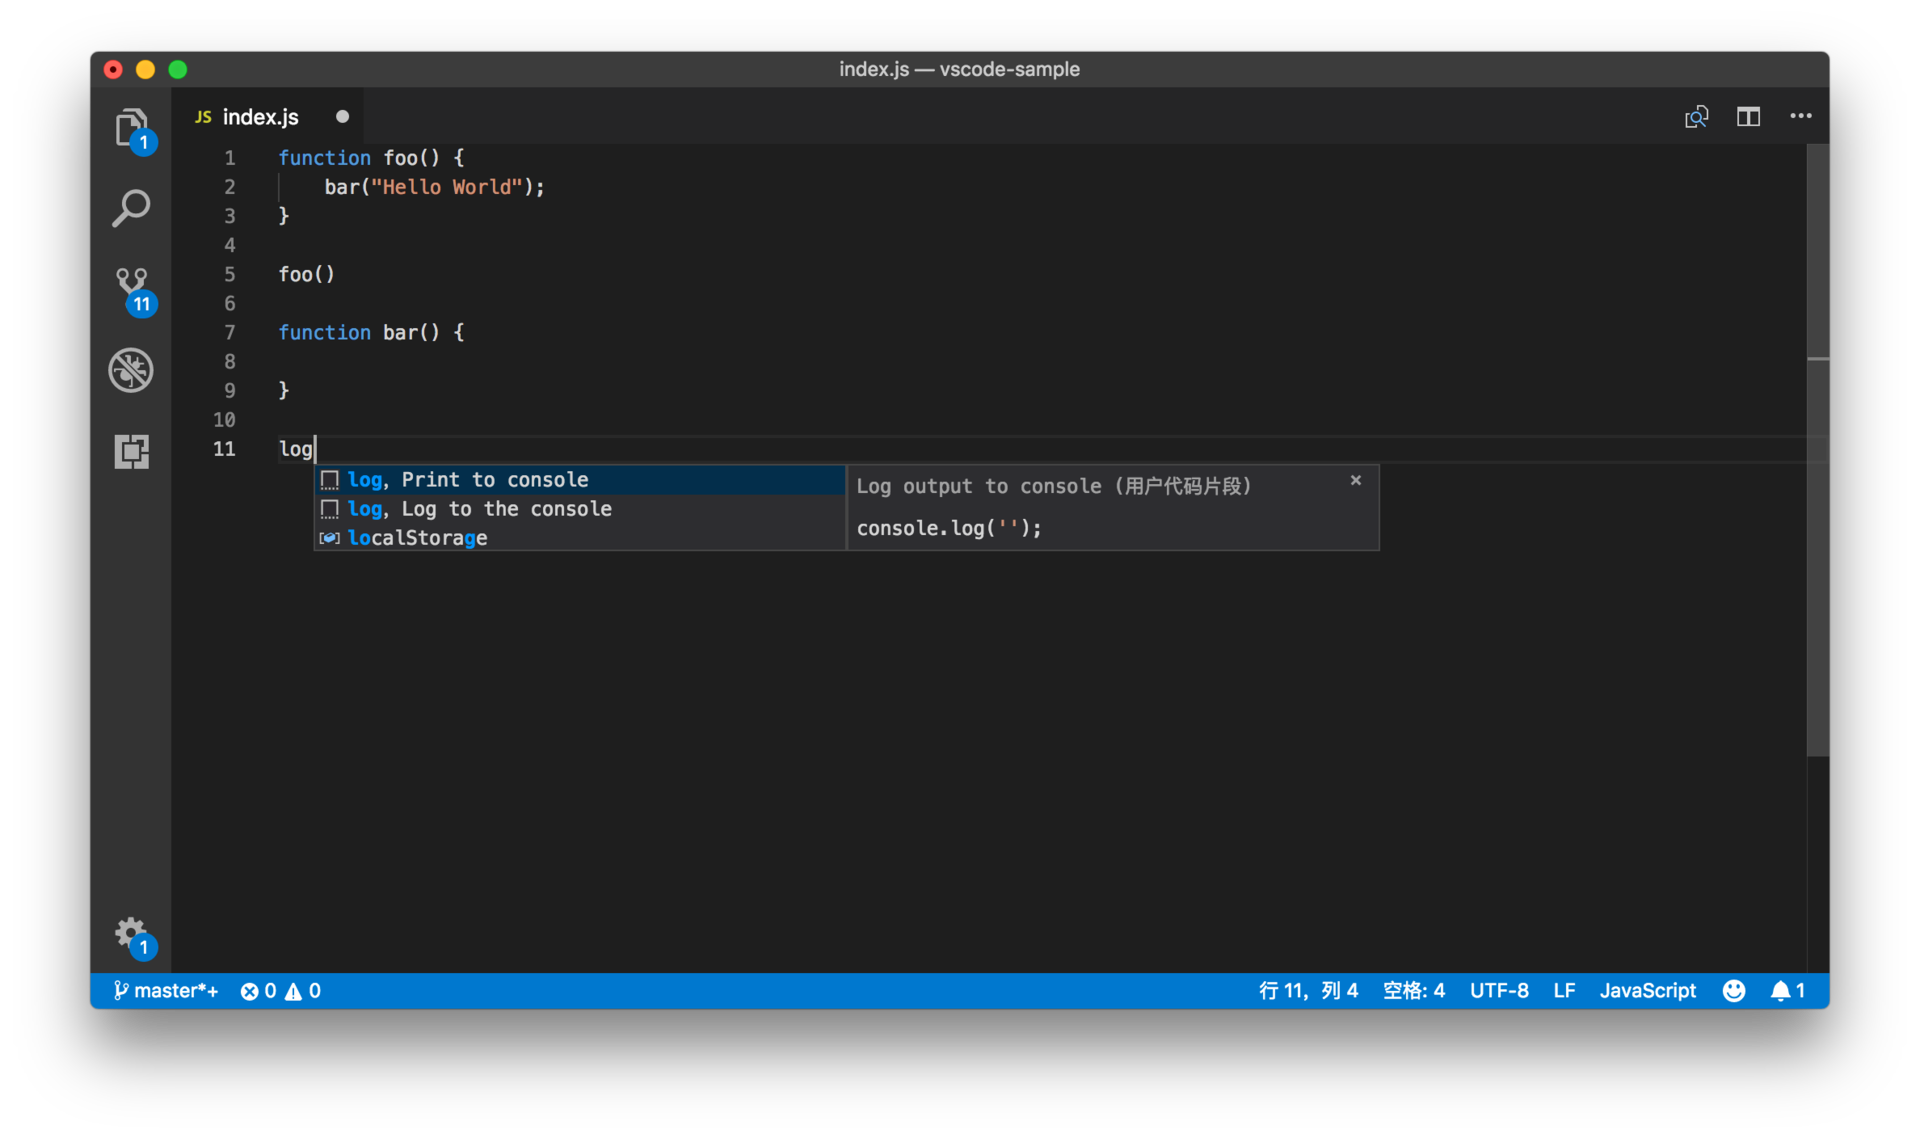 index.js — vscode-sample
JS index.js
1
1 function foo() {
2 bar("Hello World");
3 }
4
5 foo()
6
11
7 function bar() {
8
9 }
10
11 log
log, Print to console
log, Log to the console
localStorage
Log output to console (用户代码片段)
×
console.log('');
1
master*+ 0 0
行 11，列 4 空格: 4 UTF-8 LF JavaScript 1